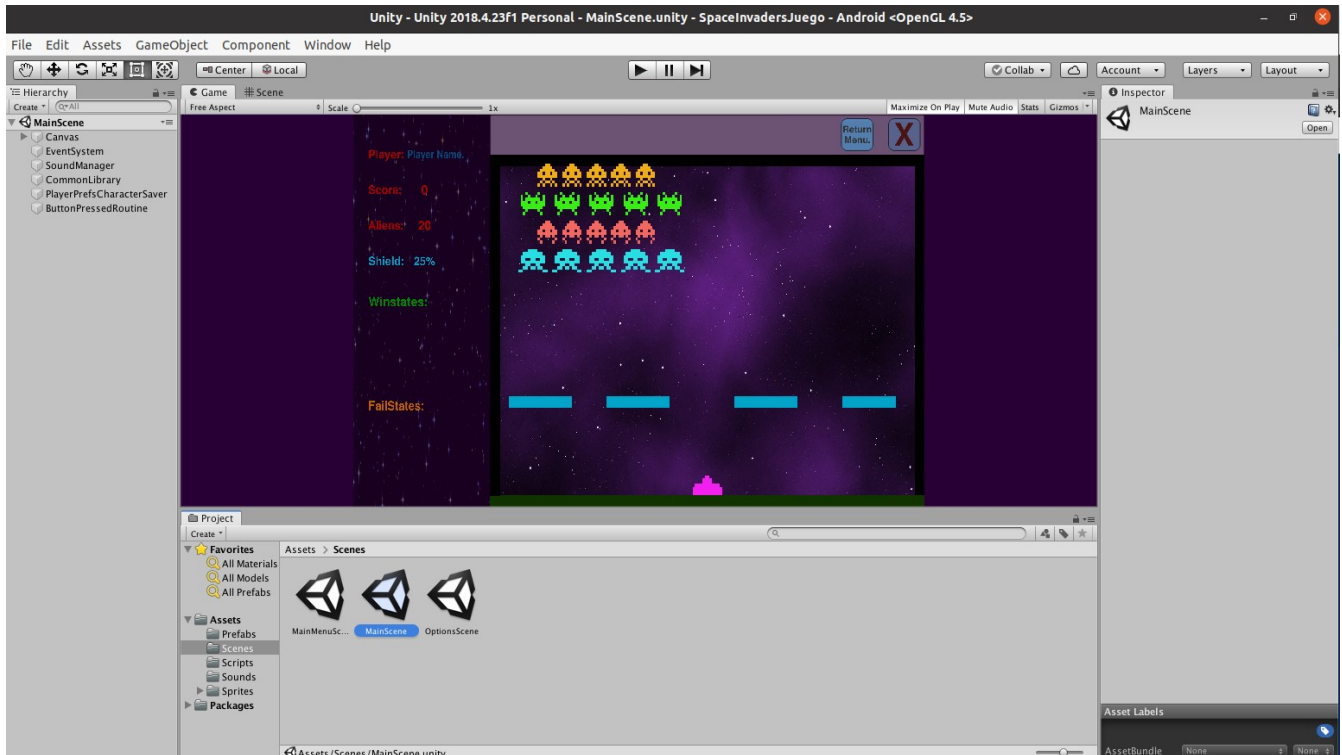 Unity - Unity 2018.4.23f1 Personal - MainScene.unity - SpaceInvadersJuego - Android <OpenGL 4.5>
File Edit Assets GameObject Component Window Help
Center Local Collab Account Layers Layout
Hierarchy
Create All
MainScene
Canvas
EventSystem
SoundManager
CommonLibrary
PlayerPrefsCharacterSaver
ButtonPressedRoutine
Game Scene
Free Aspect Scale 1x Maximize On Play Mute Audio Stats Gizmos
Player: Player Name.
Score: 0
Aliens: 20
Shield: 25%
Winstates:
FailStates:
Return
Menu.
X
Inspector
MainScene
Open
Project
Create
Favorites
All Materials
All Models
All Prefabs
Assets
Prefabs
Scenes
Scripts
Sounds
Sprites
Packages
Assets > Scenes
MainMenuSc...
MainScene
OptionsScene
Assets/Scenes/MainScene.unity
Asset Labels
AssetBundle None None